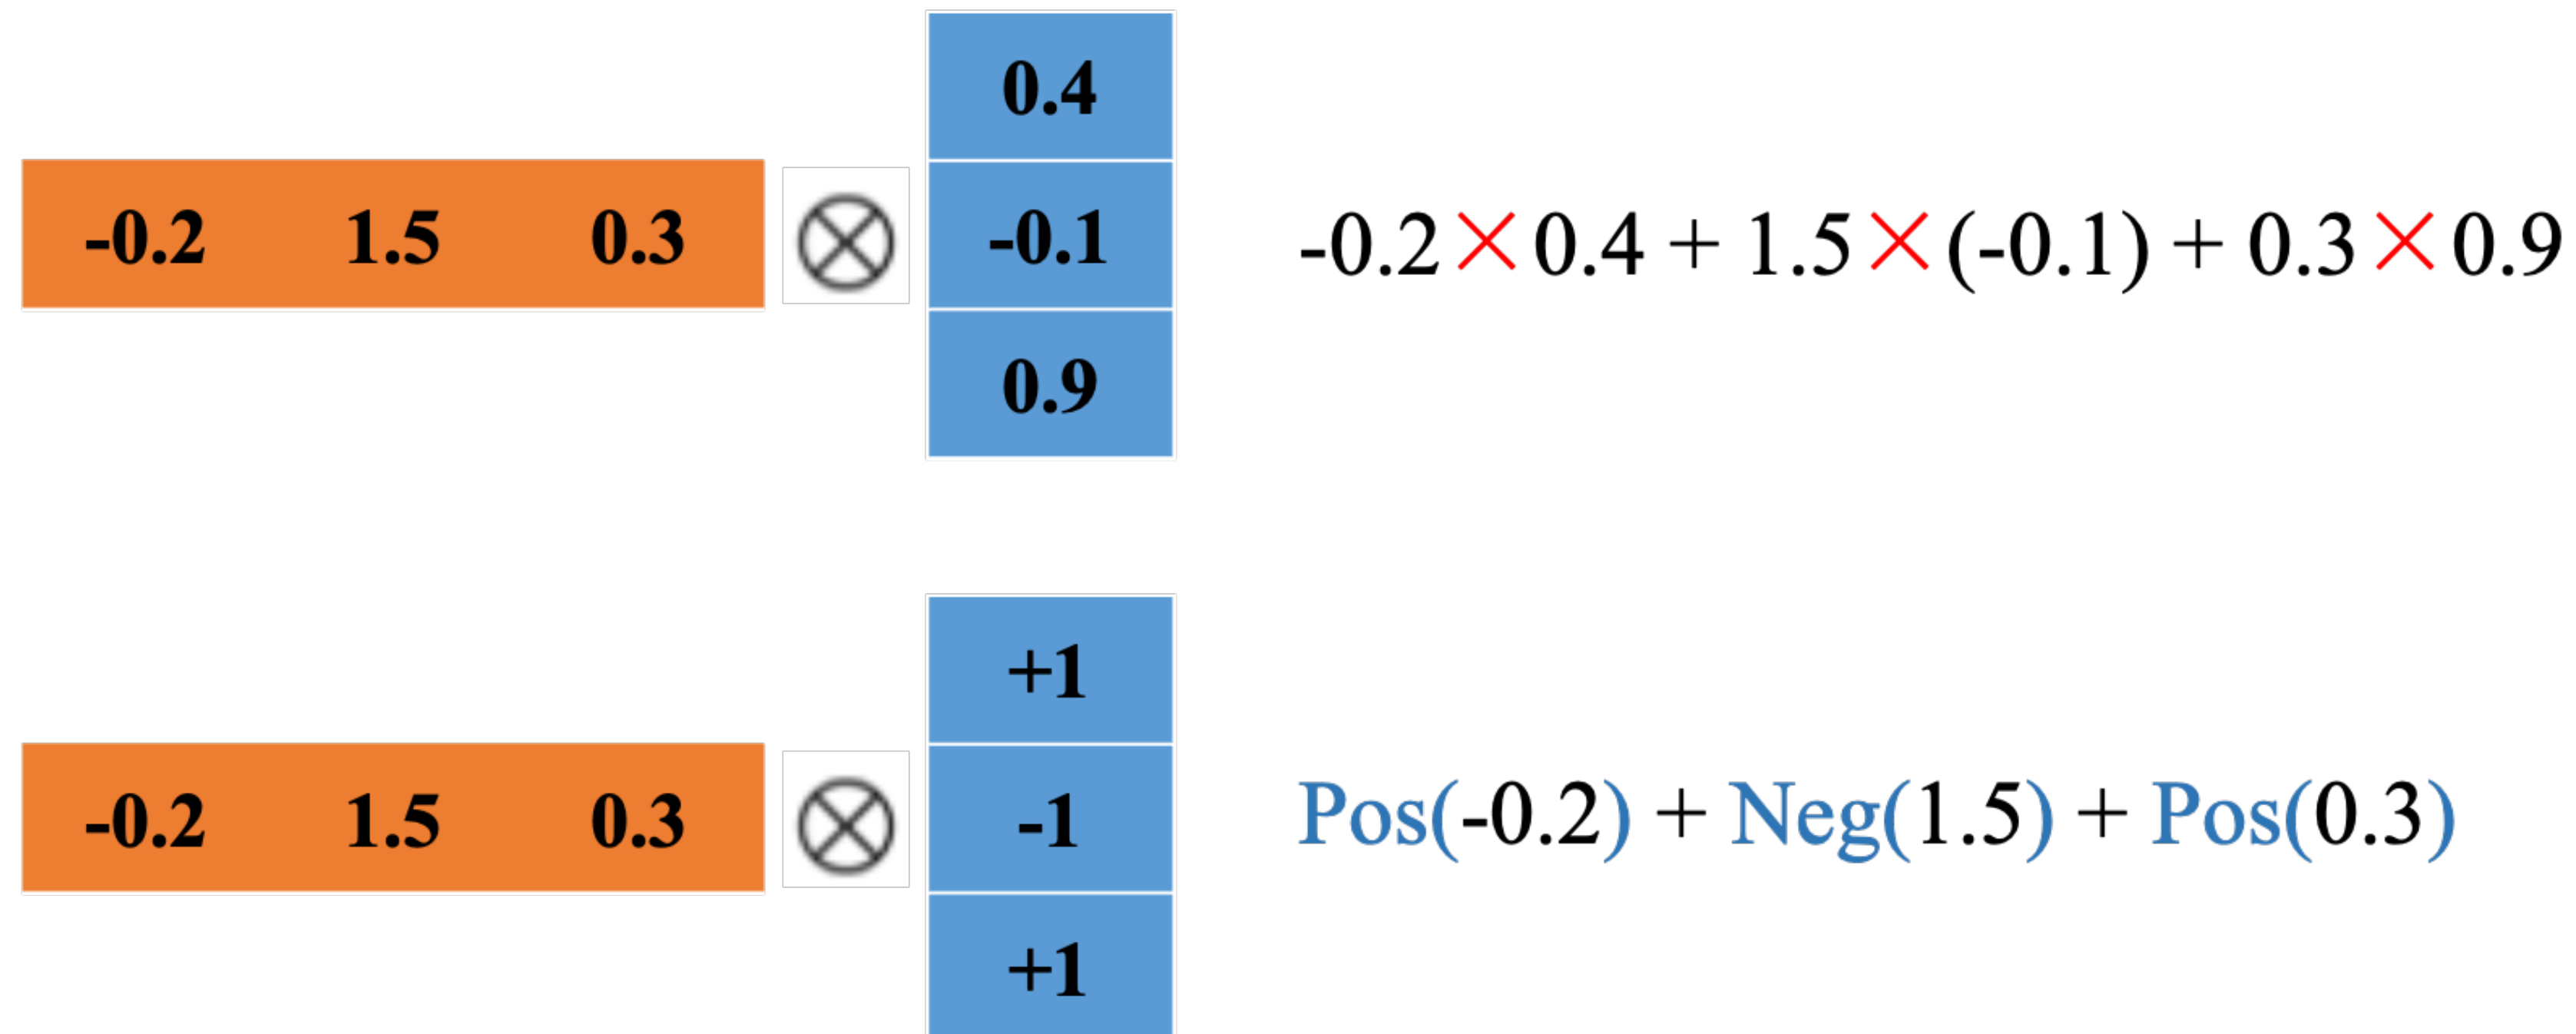 0.4
-0.2 1.5 0.3 ⊗ -0.1 -0.2×0.4 + 1.5×(-0.1) + 0.3×0.9
0.9
+1
-0.2 1.5 0.3 ⊗ -1 Pos(-0.2) + Neg(1.5) + Pos(0.3)
+1